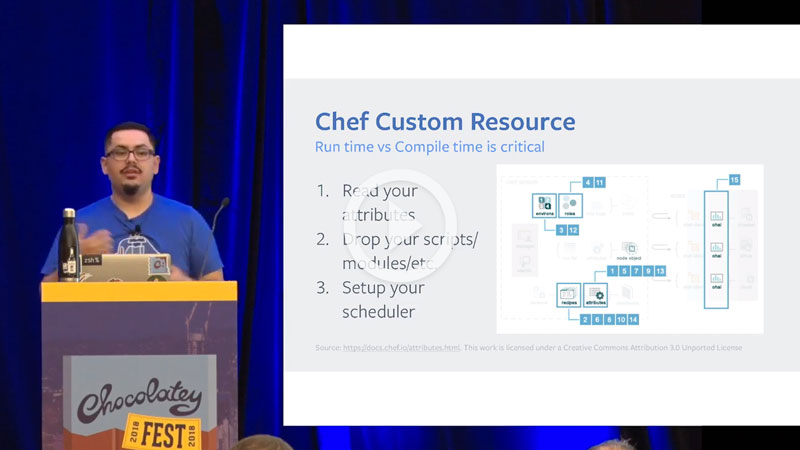 Chef Custom Resource
Run time vs Compile time is critical
1. Read your
attributes
2. Drop your scripts/
modules/etc.
3. Setup your
scheduler
15
4 11
environs roles
3 12
node object
1 5 7 9 13
recipes attributes
2 6 8 10 14
chai
chai
chai
Source: https://docs.chef.io/attributes.html. This work is licensed under a Creative Commons Attribution 3.0 Unported License
zsh %
Chocolatey
2018 FEST 2018